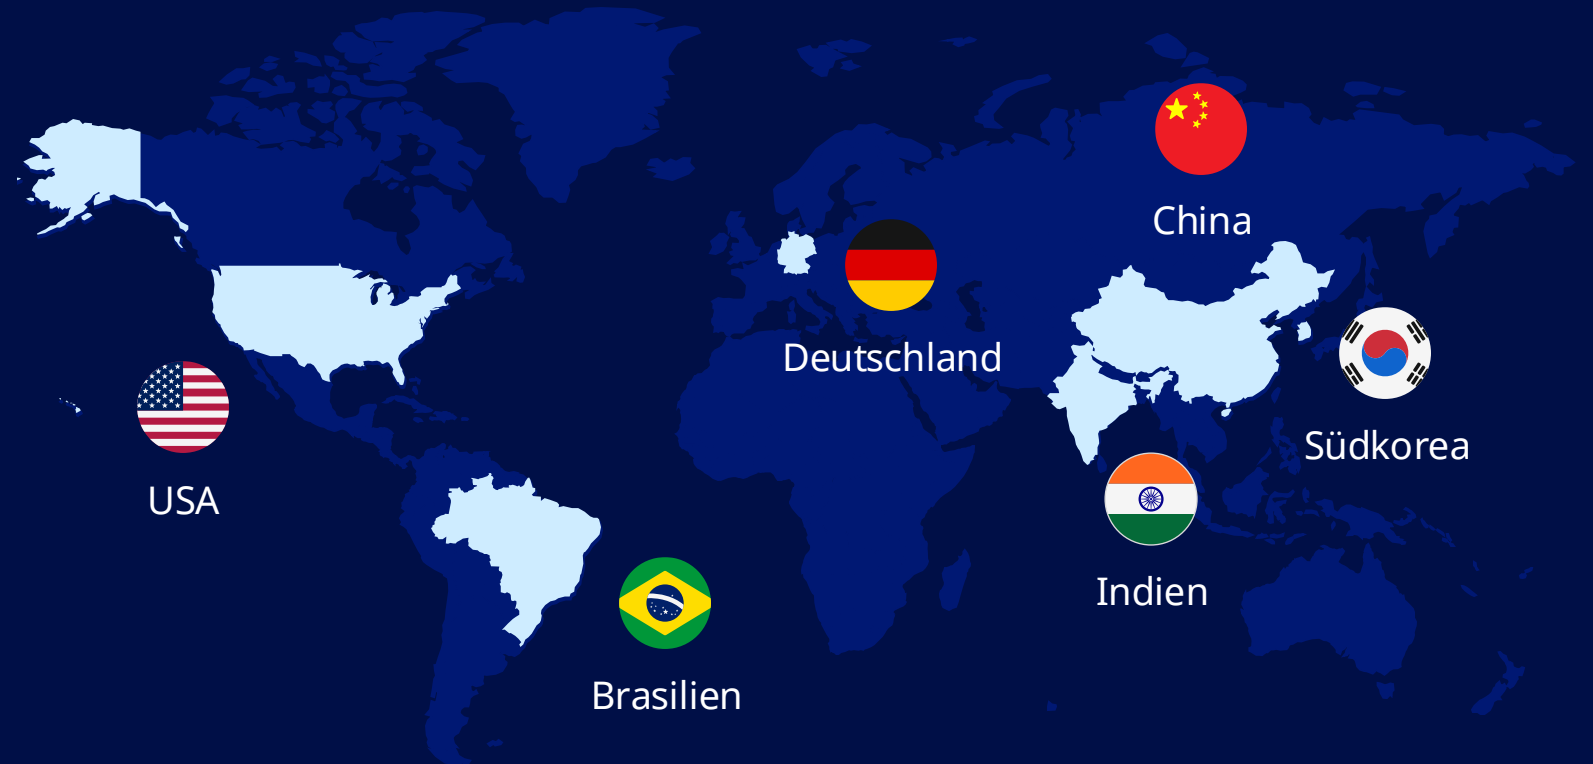 China
Deutschland
Südkorea
USA
Indien
Brasilien